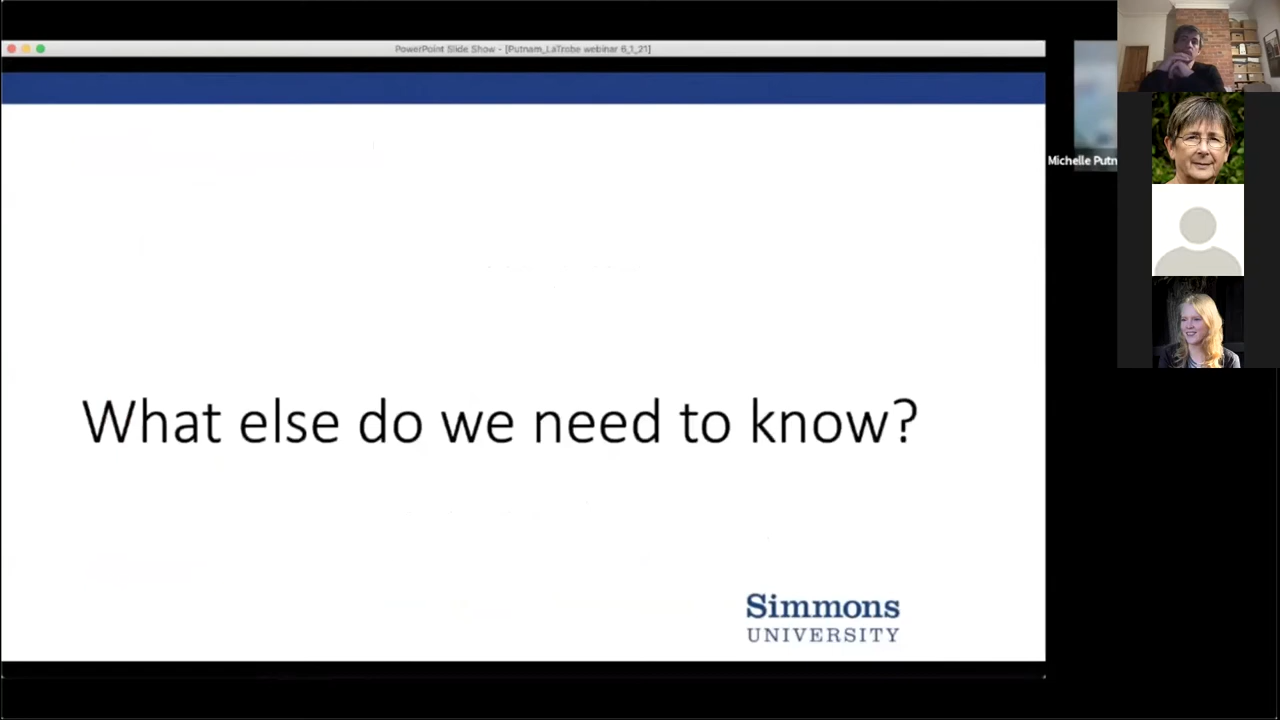 PowerPoint Slide Show - [Putnam_LaTrobe webinar 6_1_21]
Michelle Putn
What else do we need to know?
Simmons
UNIVERSITY